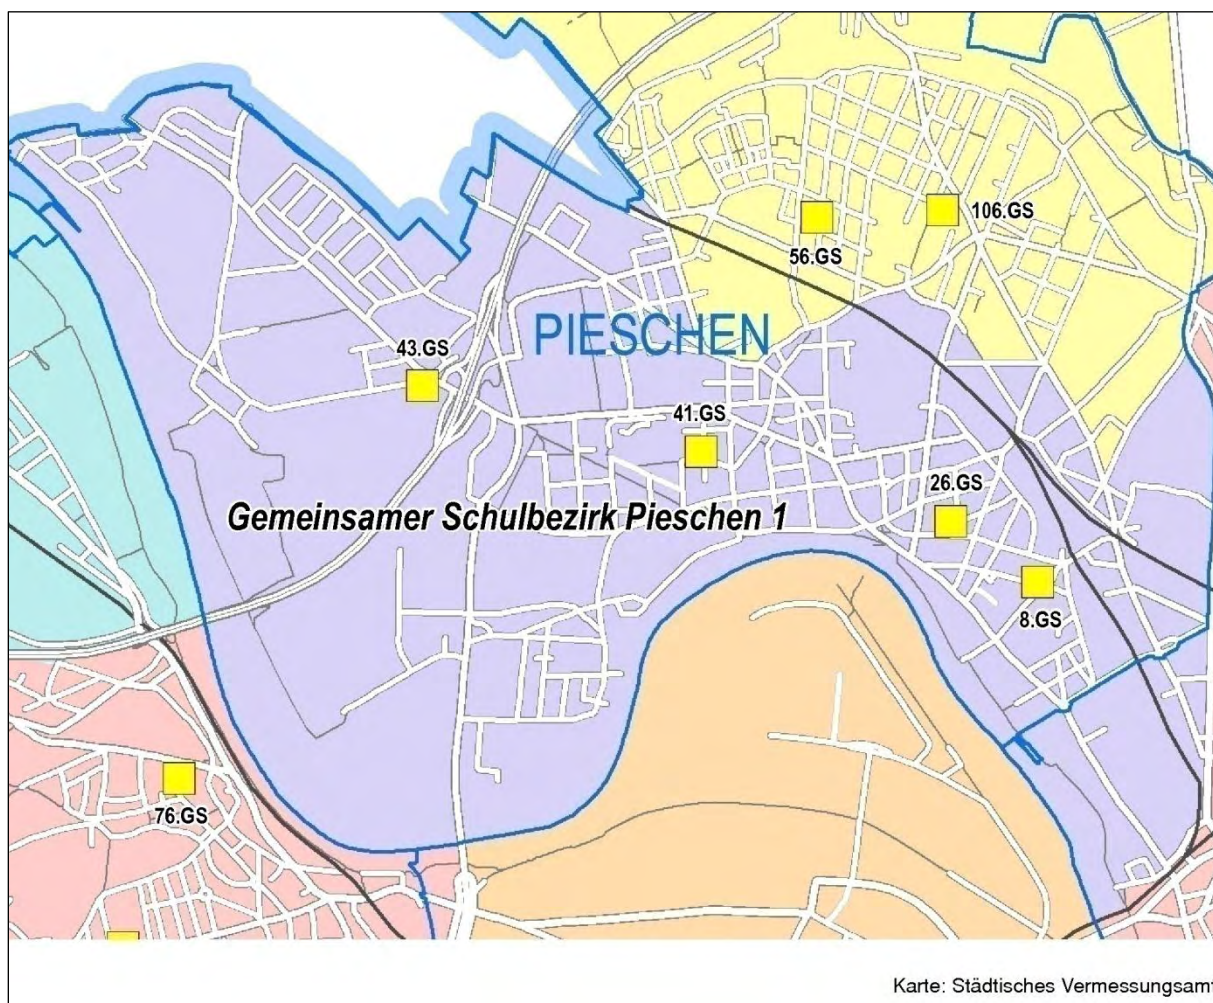 106.GS
56.GS
PIESCHEN
43.GS
41.GS
26.GS
Gemeinsamer Schulbezirk Pieschen 1
8.GS
76.GS
Karte: Städtisches Vermessungsamt